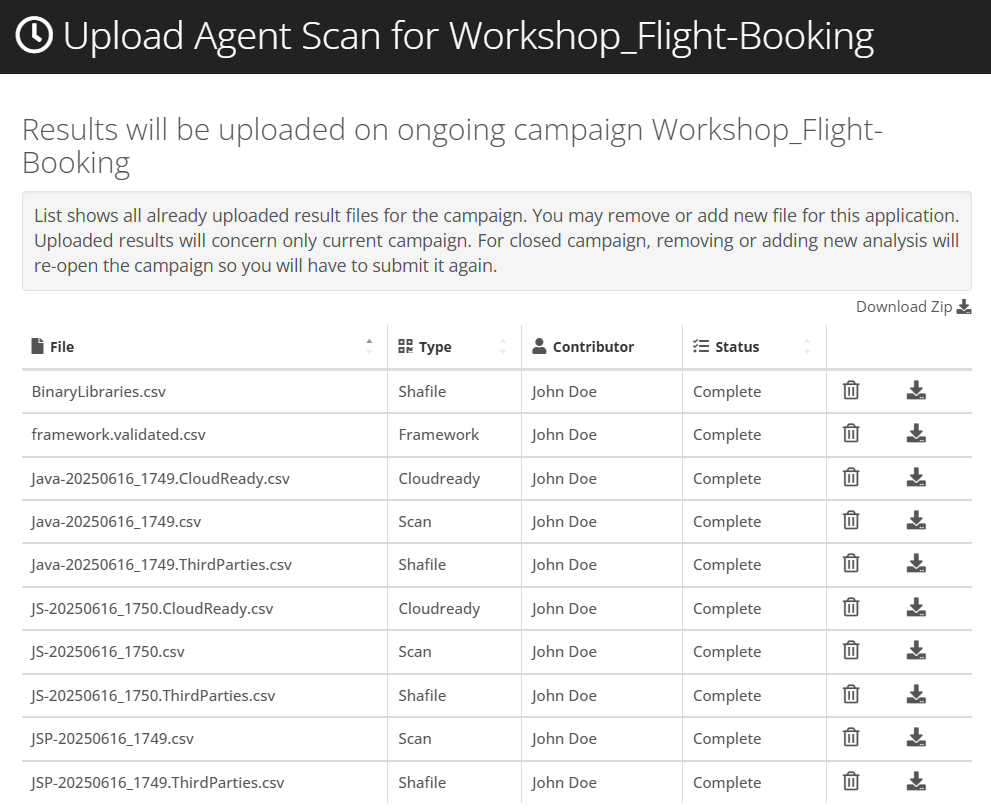 Upload Agent Scan for Workshop_Flight-Booking
Results will be uploaded on ongoing campaign Workshop_Flight-
Booking
List shows all already uploaded result files for the campaign. You may remove or add new file for this application.
Uploaded results will concern only current campaign. For closed campaign, removing or adding new analysis will
re-open the campaign so you will have to submit it again.
Download Zip
File Type Contributor Status
BinaryLibraries.csv Shafile John Doe Complete
framework.validated.csv Framework John Doe Complete
Java-20250616_1749.CloudReady.csv Cloudready John Doe Complete
Java-20250616_1749.csv Scan John Doe Complete
Java-20250616_1749.ThirdParties.csv Shafile John Doe Complete
JS-20250616_1750.CloudReady.csv Cloudready John Doe Complete
JS-20250616_1750.csv Scan John Doe Complete
JS-20250616_1750.ThirdParties.csv Shafile John Doe Complete
JSP-20250616_1749.csv Scan John Doe Complete
JSP-20250616_1749.ThirdParties.csv Shafile John Doe Complete